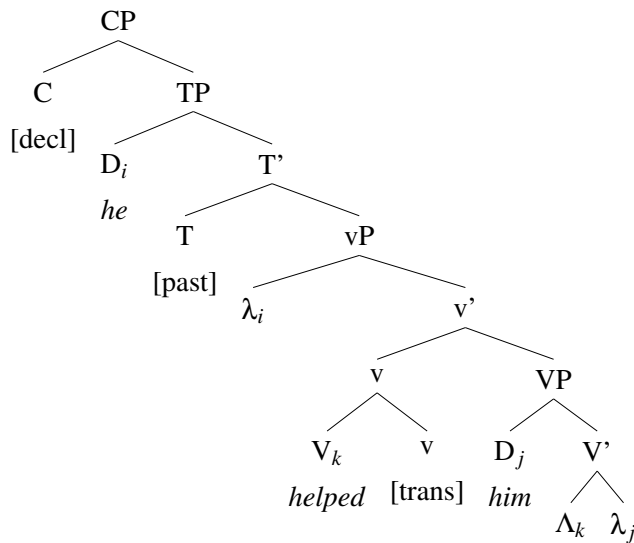 CP
C TP
[decl] D_i T’
he T vP
[past] λ_i v’
v VP
V_k v D_j V’
helped [trans] him Λ_k λ_j